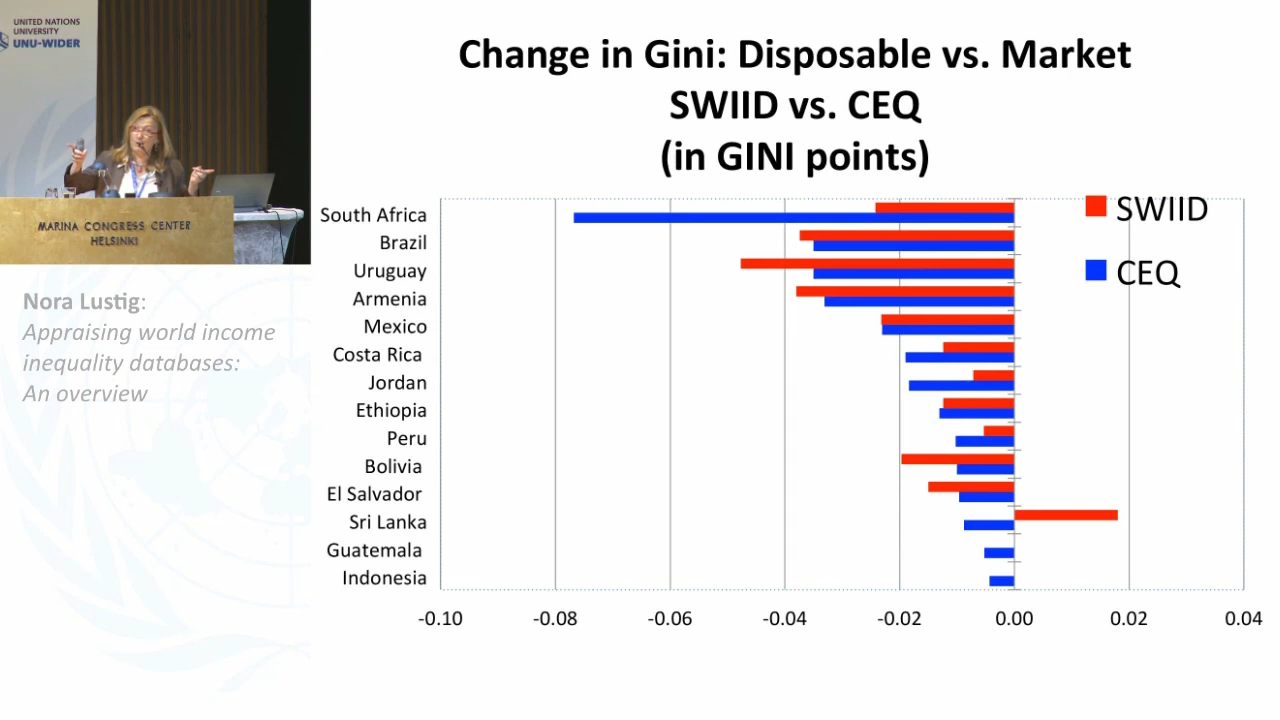 UNITED NATIONS
UNIVERSITY
UNU-WIDER
MARINA CONGRESS CENTER
HELSINKI
Nora Lustig:
Appraising world income
inequality databases:
An overview
Change in Gini: Disposable vs. Market
SWIID vs. CEQ
(in GINI points)
SWIID
CEQ
South Africa
Brazil
Uruguay
Armenia
Mexico
Costa Rica
Jordan
Ethiopia
Peru
Bolivia
El Salvador
Sri Lanka
Guatemala
Indonesia
-0.10 -0.08 -0.06 -0.04 -0.02 0.00 0.02 0.04